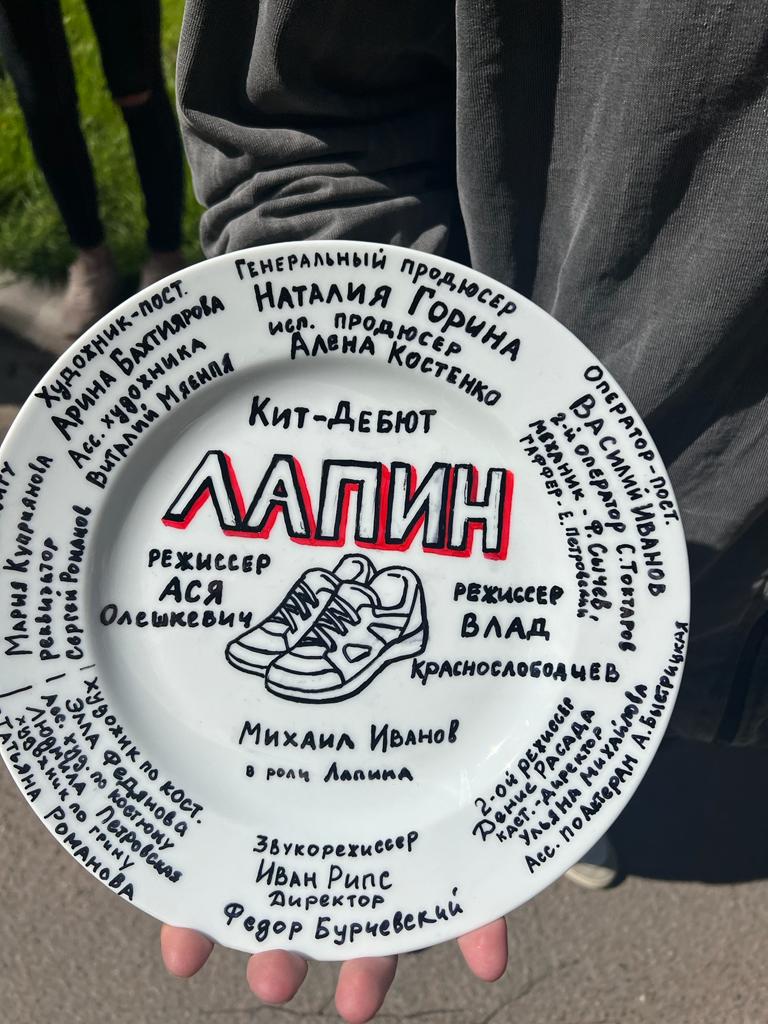 Генеральный продюсер
Наталия Горина
исп. продюсер
Алена Костенко
Художник-пост.
Арина Бахтиярова
Асс. художника
Виталий
Кит-Дебют
ЛАПИН
Режиссер
Ася
Олешкевич
Режиссер
Влад
Краснослободцев
Михаил Иванов
в роли Лапина
Оператор-пост.
Василий Иванов
2-й оператор С. Токтаров
Механик - Ф. Сычев,
Гаффер - Е. Петровский
2-ой режиссер
Денис Расада
каст.-директор
Ульяна Михайлова
Асс. по актерам А. Быстрицкая
Звукорежиссер
Иван Рипс
Директор
Федор Бурчевский
Художник по кост.
Элла Федянова
Асс. худ. по костюму
Людмила Петровская
художник по гриму
Татьяна Романова
Мария Куприянова
реквизитор
Сергей Романов